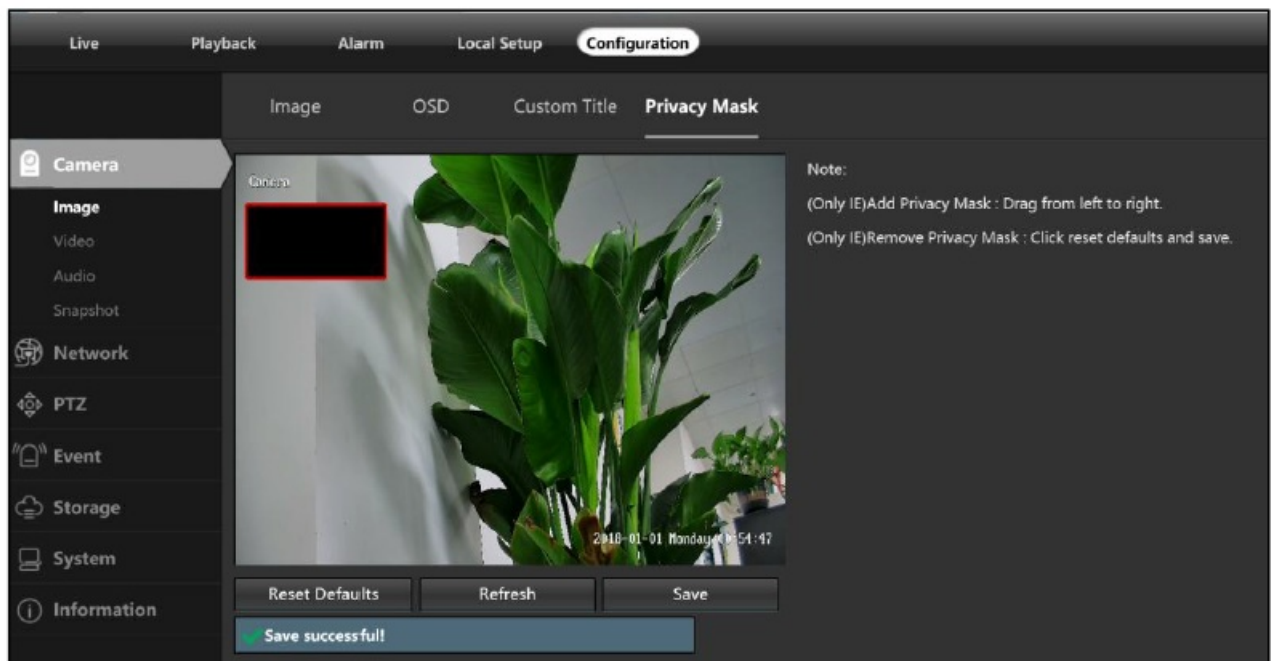 Live Playback Alarm Local Setup Configuration
Image OSD Custom Title Privacy Mask
Camera
Image
Video
Audio
Snapshot
Network
PTZ
Event
Storage
System
Information
Camera
2018-01-01 Monday
54:47
Note:
(Only IE)Add Privacy Mask : Drag from left to right.
(Only IE)Remove Privacy Mask : Click reset defaults and save.
Reset Defaults Refresh Save
Save successful!